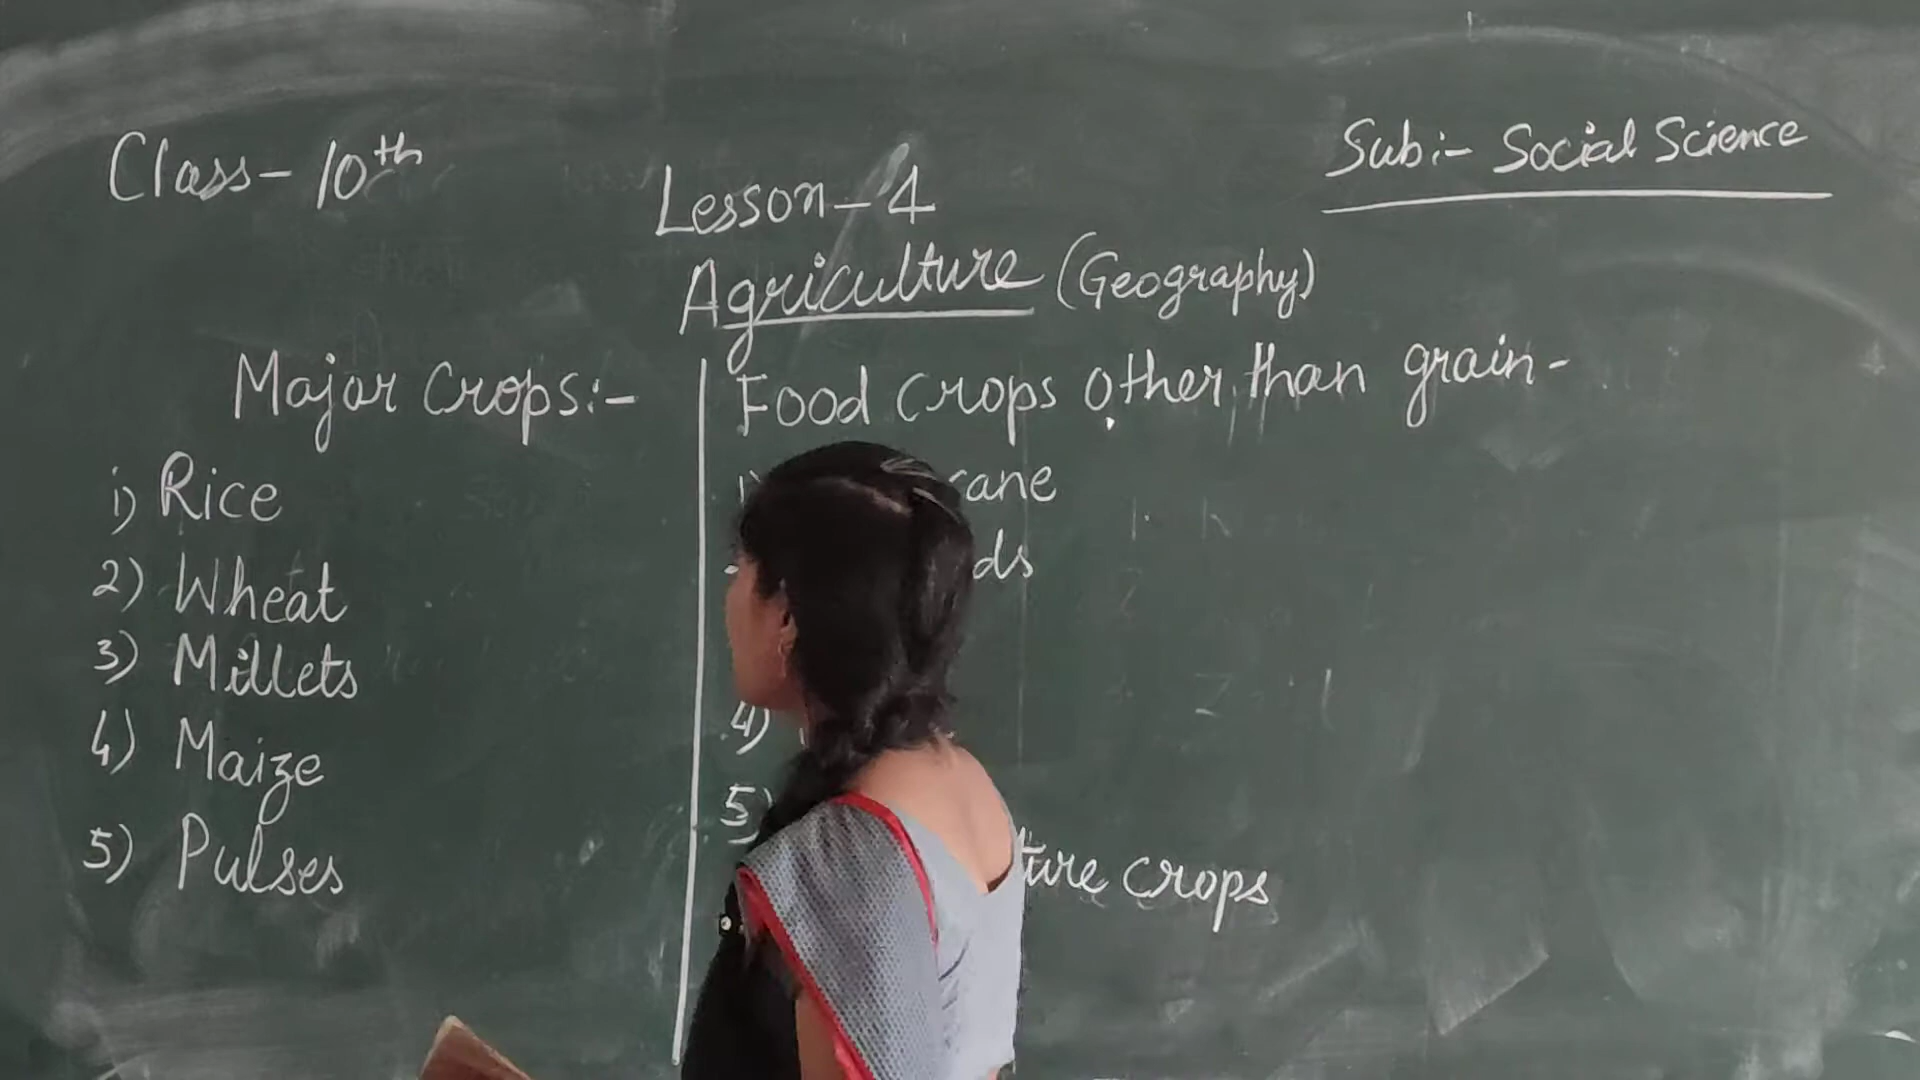 Class- 10th
Sub:- Social Science
Lesson-4
Agriculture (Geography)
Major Crops:-
i) Rice
2) Wheat
3) Millets
4) Maize
5) Pulses
Food Crops other than grain-
1) cane
ds
4)
5)
ture crops